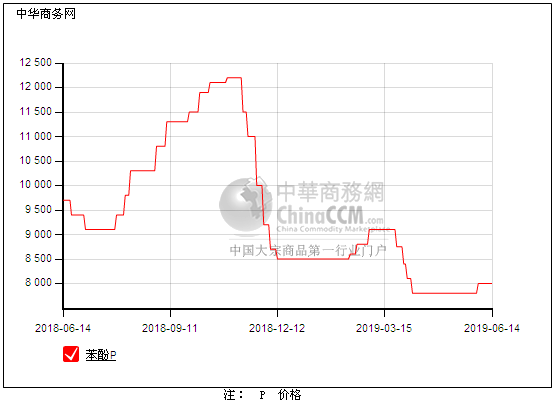 中华商务网
12 500
12 000
11 500
11 000
10 500
10 000
9 500
9 000
8 500
8 000
中華商務網
ChinaCCM.com
China Commodity Marketplace
中国大宗商品第一行业门户
2018-06-14 2018-09-11 2018-12-12 2019-03-15 2019-06-14
苯酚P
注： P 价格